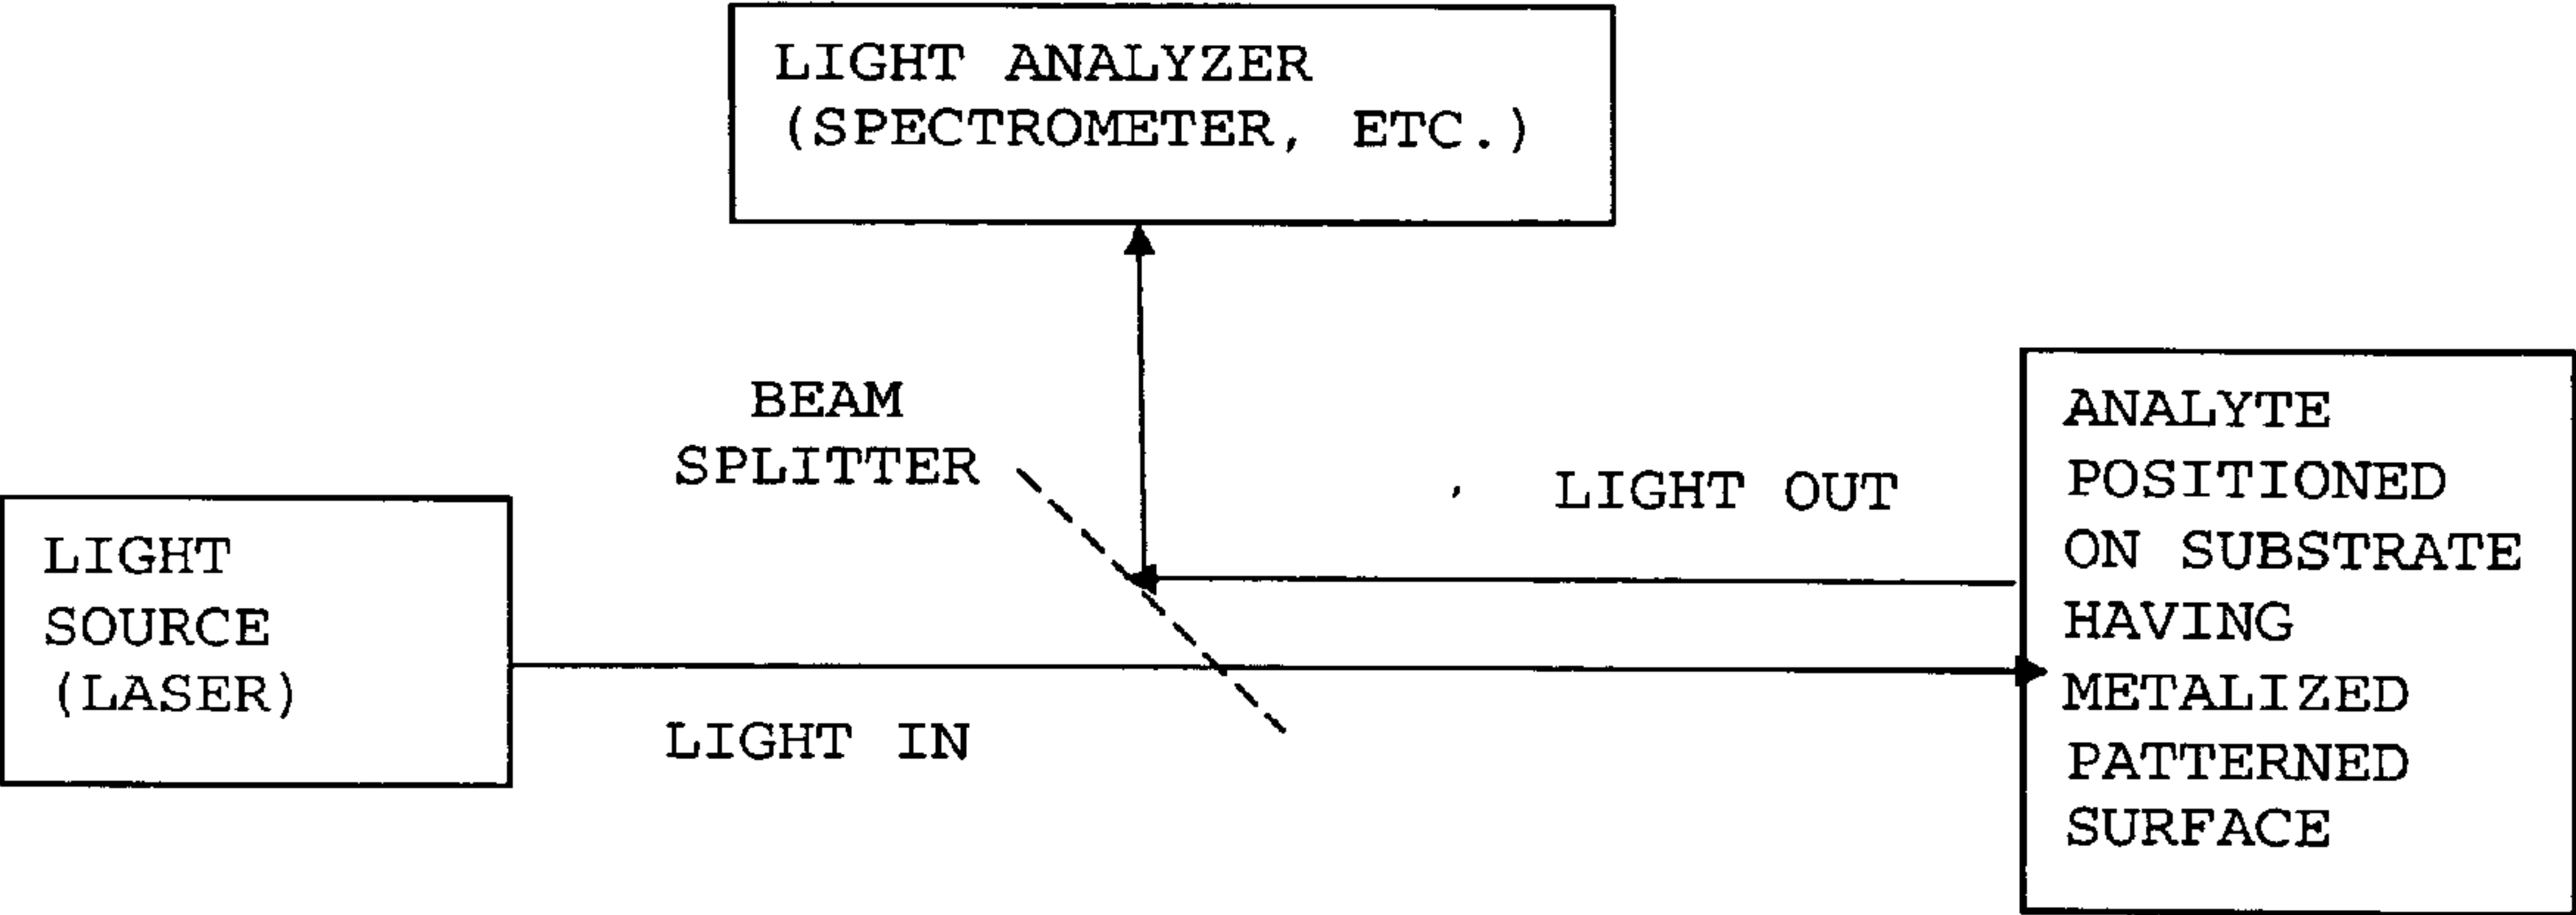 LIGHT ANALYZER
(SPECTROMETER, ETC.)
BEAM
SPLITTER
LIGHT OUT
LIGHT
SOURCE
(LASER)
LIGHT IN
ANALYTE
POSITIONED
ON SUBSTRATE
HAVING
METALIZED
PATTERNED
SURFACE